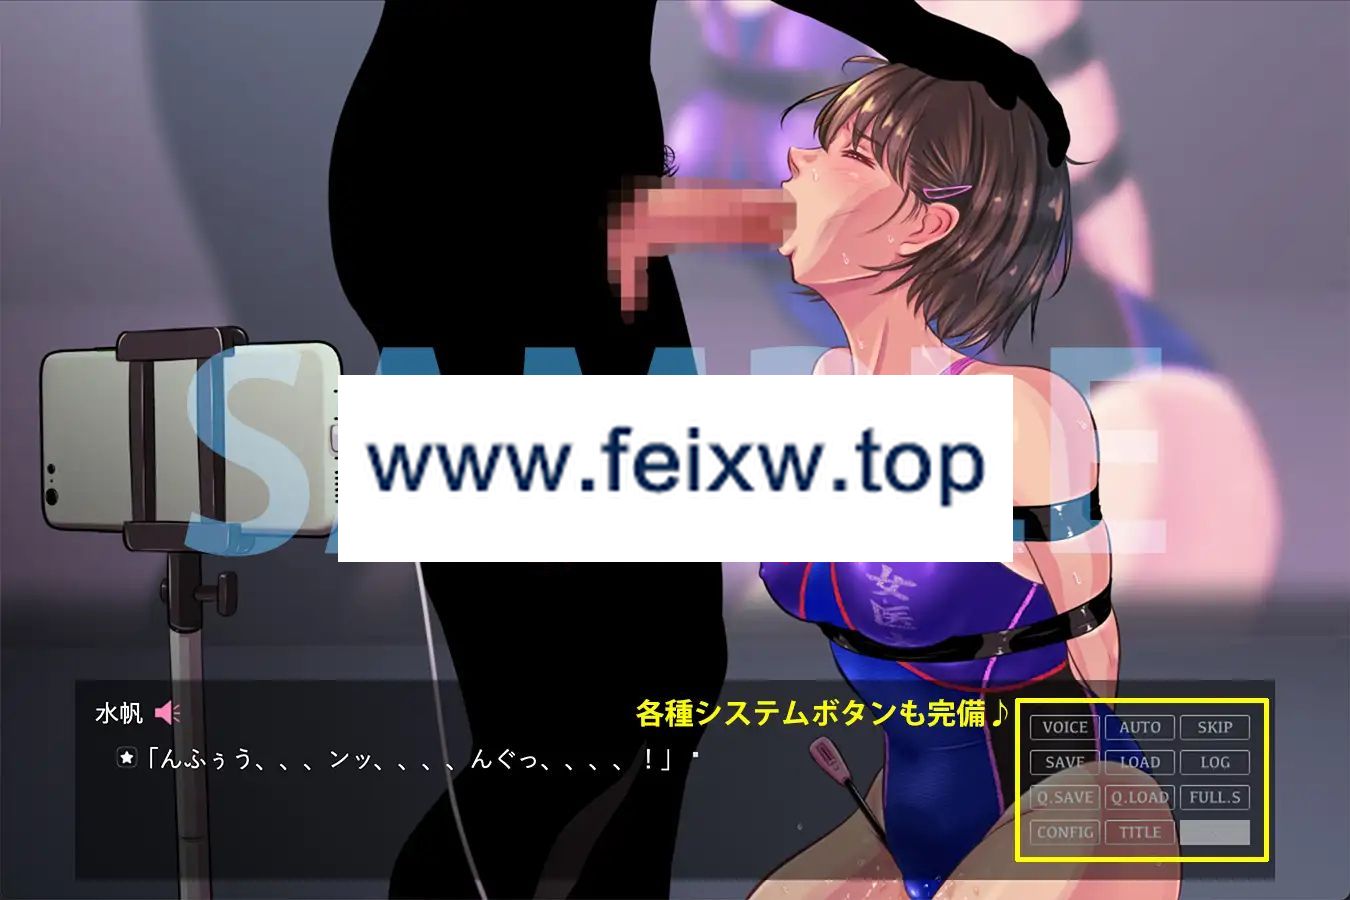 SAMPLE
www.feixw.top
女医
水帆
各種システムボタンも完備♪
「んふぅう、、、ンッ、、、、んぐっ、、、、！」
VOICE AUTO SKIP
SAVE LOAD LOG
Q.SAVE Q.LOAD FULL.S
CONFIG TITLE